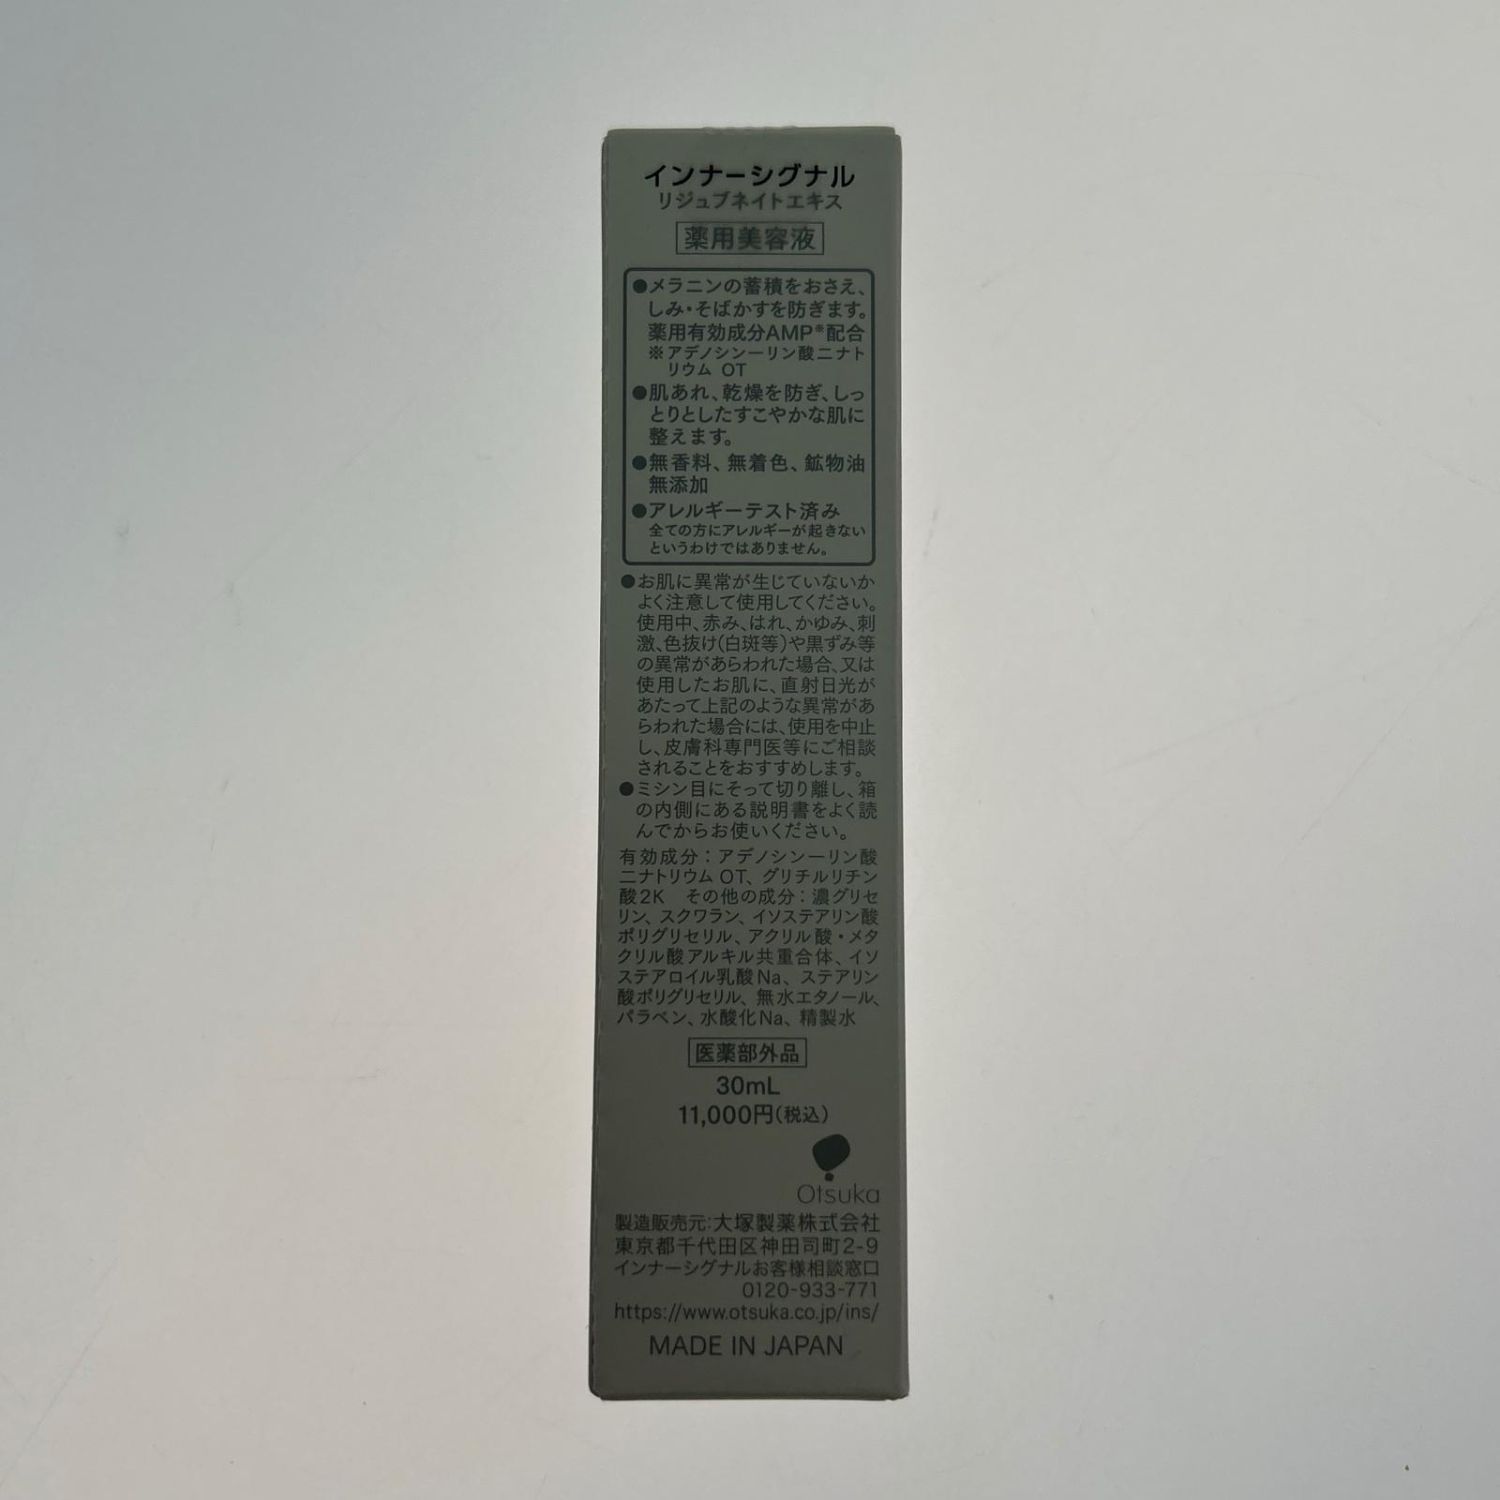 インナーシグナル
リジュブネイトエキス
薬用美容液
●メラニンの蓄積をおさえ、
しみ・そばかすを防ぎます。
薬用有効成分AMP※配合
※アデノシン一リン酸二ナト
リウム OT
●肌あれ、乾燥を防ぎ、しっ
とりとしたすこやかな肌に
整えます。
●無香料、無着色、鉱物油
無添加
●アレルギーテスト済み
全ての方にアレルギーが起きない
というわけではありません。
●お肌に異常が生じていないか
よく注意して使用してください。
使用中、赤み、はれ、かゆみ、刺
激、色抜け(白斑等)や黒ずみ等
の異常があらわれた場合、又は
使用したお肌に、直射日光が
あたって上記のような異常があ
らわれた場合には、使用を中止
し、皮膚科専門医等にご相談
されることをおすすめします。
●ミシン目にそって切り離し、箱
の内側にある説明書をよく読
んでからお使いください。
有効成分：アデノシン一リン酸
二ナトリウム OT、グリチルリチン
酸2K その他の成分：濃グリセ
リン、スクワラン、イソステアリン酸
ポリグリセリル、アクリル酸・メタ
クリル酸アルキル共重合体、イソ
ステアロイル乳酸Na、ステアリン
酸ポリグリセリル、無水エタノール、
パラベン、水酸化Na、精製水
医薬部外品
30mL
11,000円(税込)
Otsuka
製造販売元:大塚製薬株式会社
東京都千代田区神田司町2-9
インナーシグナルお客様相談窓口
0120-933-771
https://www.otsuka.co.jp/ins/
MADE IN JAPAN